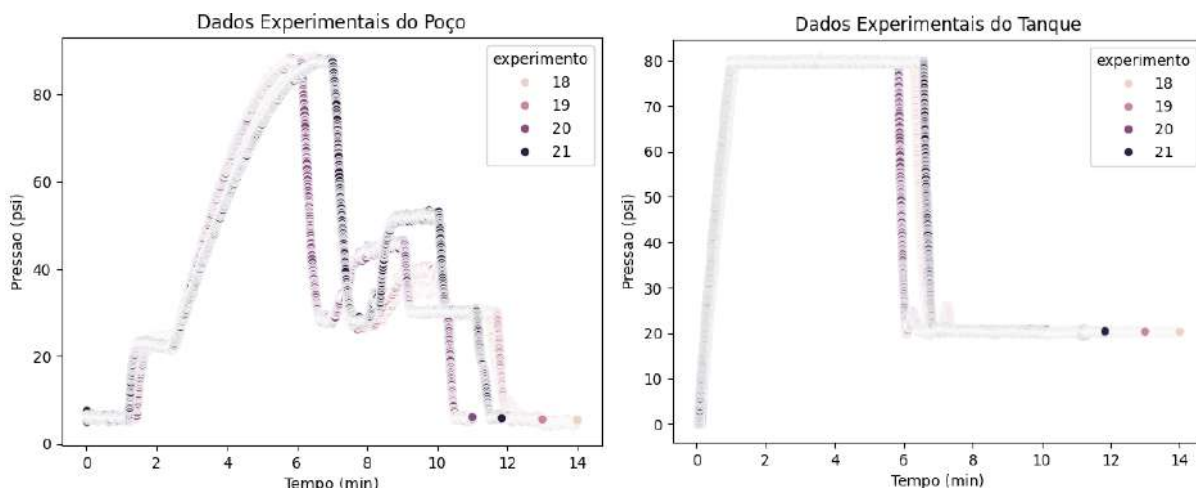 Dados Experimentais do Poço
Pressao (psi)
80
60
40
20
0
experimento
18
19
20
21
0 2 4 6 8 10 12 14
Tempo (min)
Dados Experimentais do Tanque
Pressao (psi)
80
70
60
50
40
30
20
10
0
experimento
18
19
20
21
0 2 4 6 8 10 12 14
Tempo (min)